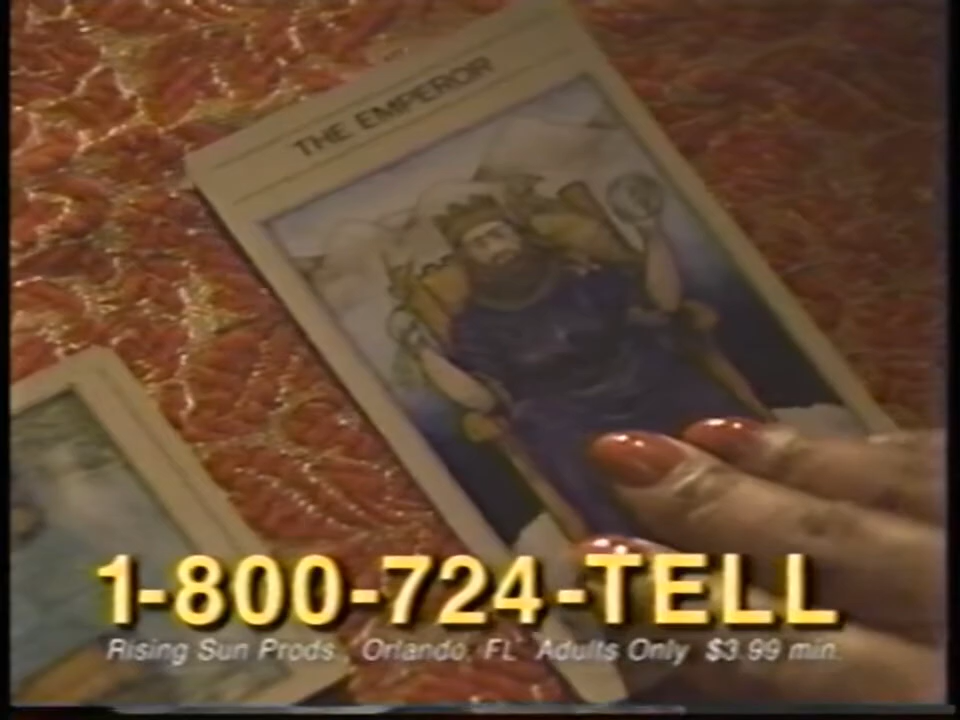 THE EMPEROR
1-800-724-TELL
Rising Sun Prods., Orlando, FL Adults Only $3.99 min.